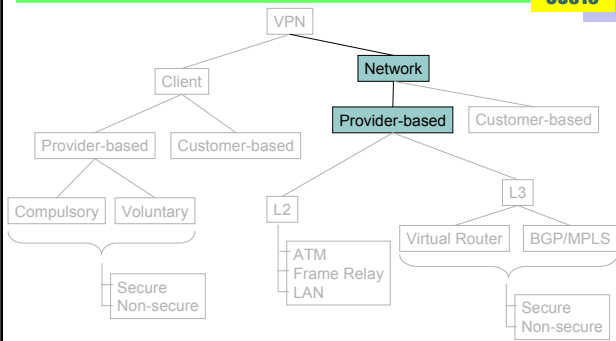 VPN
Client
Network
Provider-based
Customer-based
Provider-based
Customer-based
Compulsory
Voluntary
L2
L3
ATM
Frame Relay
LAN
Virtual Router
BGP/MPLS
Secure
Non-secure
Secure
Non-secure